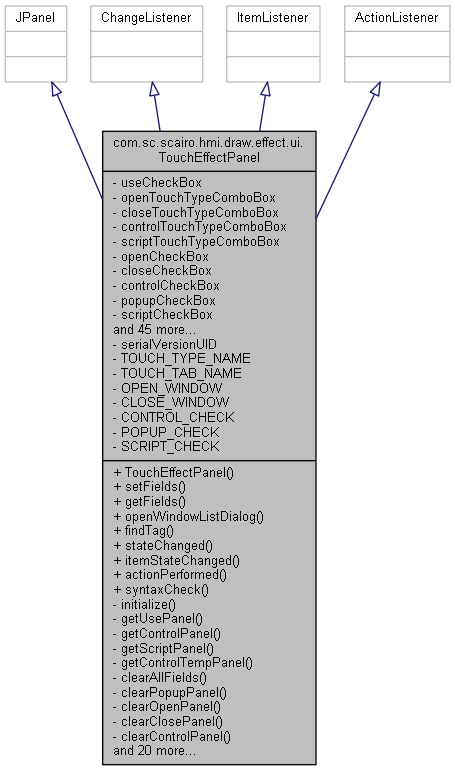 JPanel
ChangeListener
ItemListener
ActionListener
com.sc.scairo.hmi.draw.effect.ui.
TouchEffectPanel
- useCheckBox
- openTouchTypeComboBox
- closeTouchTypeComboBox
- controlTouchTypeComboBox
- scriptTouchTypeComboBox
- openCheckBox
- closeCheckBox
- controlCheckBox
- popupCheckBox
- scriptCheckBox
and 45 more...
- serialVersionUID
- TOUCH_TYPE_NAME
- TOUCH_TAB_NAME
- OPEN_WINDOW
- CLOSE_WINDOW
- CONTROL_CHECK
- POPUP_CHECK
- SCRIPT_CHECK
+ TouchEffectPanel()
+ setFields()
+ getFields()
+ openWindowListDialog()
+ findTag()
+ stateChanged()
+ itemStateChanged()
+ actionPerformed()
+ syntaxCheck()
- initialize()
- getUsePanel()
- getControlPanel()
- getScriptPanel()
- getControlTempPanel()
- clearAllFields()
- clearPopupPanel()
- clearOpenPanel()
- clearClosePanel()
- clearControlPanel()
and 20 more...